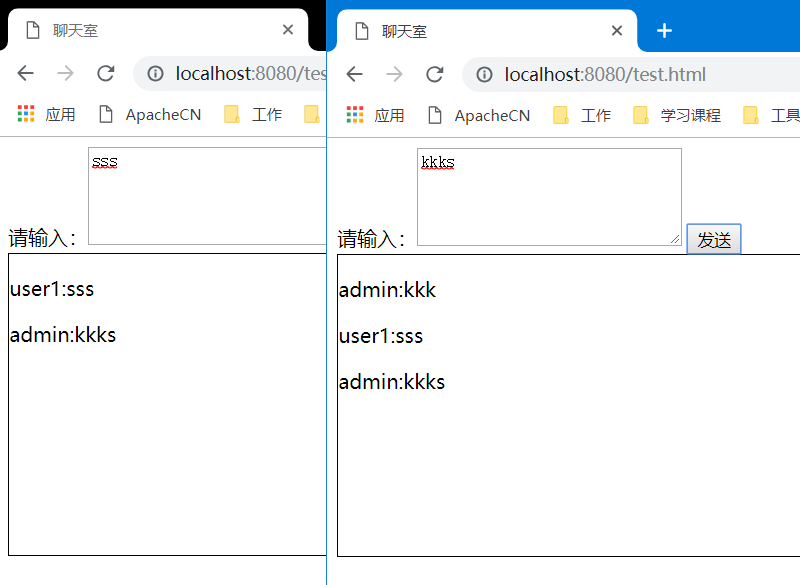 聊天室
localhost:8080/tes
应用 ApacheCN 工作
sss
请输入：
user1:sss
admin:kkks
聊天室
localhost:8080/test.html
应用 ApacheCN 工作 学习课程 工具
kkks
请输入： 发送
admin:kkk
user1:sss
admin:kkks